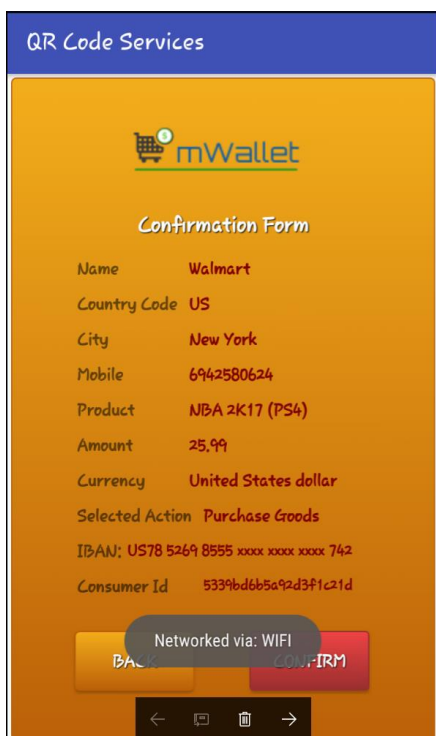 QR Code Services
$
mWallet
Confirmation Form
Name Walmart
Country Code US
City New York
Mobile 6942580624
Product NBA 2K17 (PS4)
Amount 25.99
Currency United States dollar
Selected Action Purchase Goods
IBAN: US78 5269 8555 xxxx xxxx xxxx 742
Consumer Id 5339bd6b5a92d3f1c21d
Networked via: WIFI
BACK CONFIRM